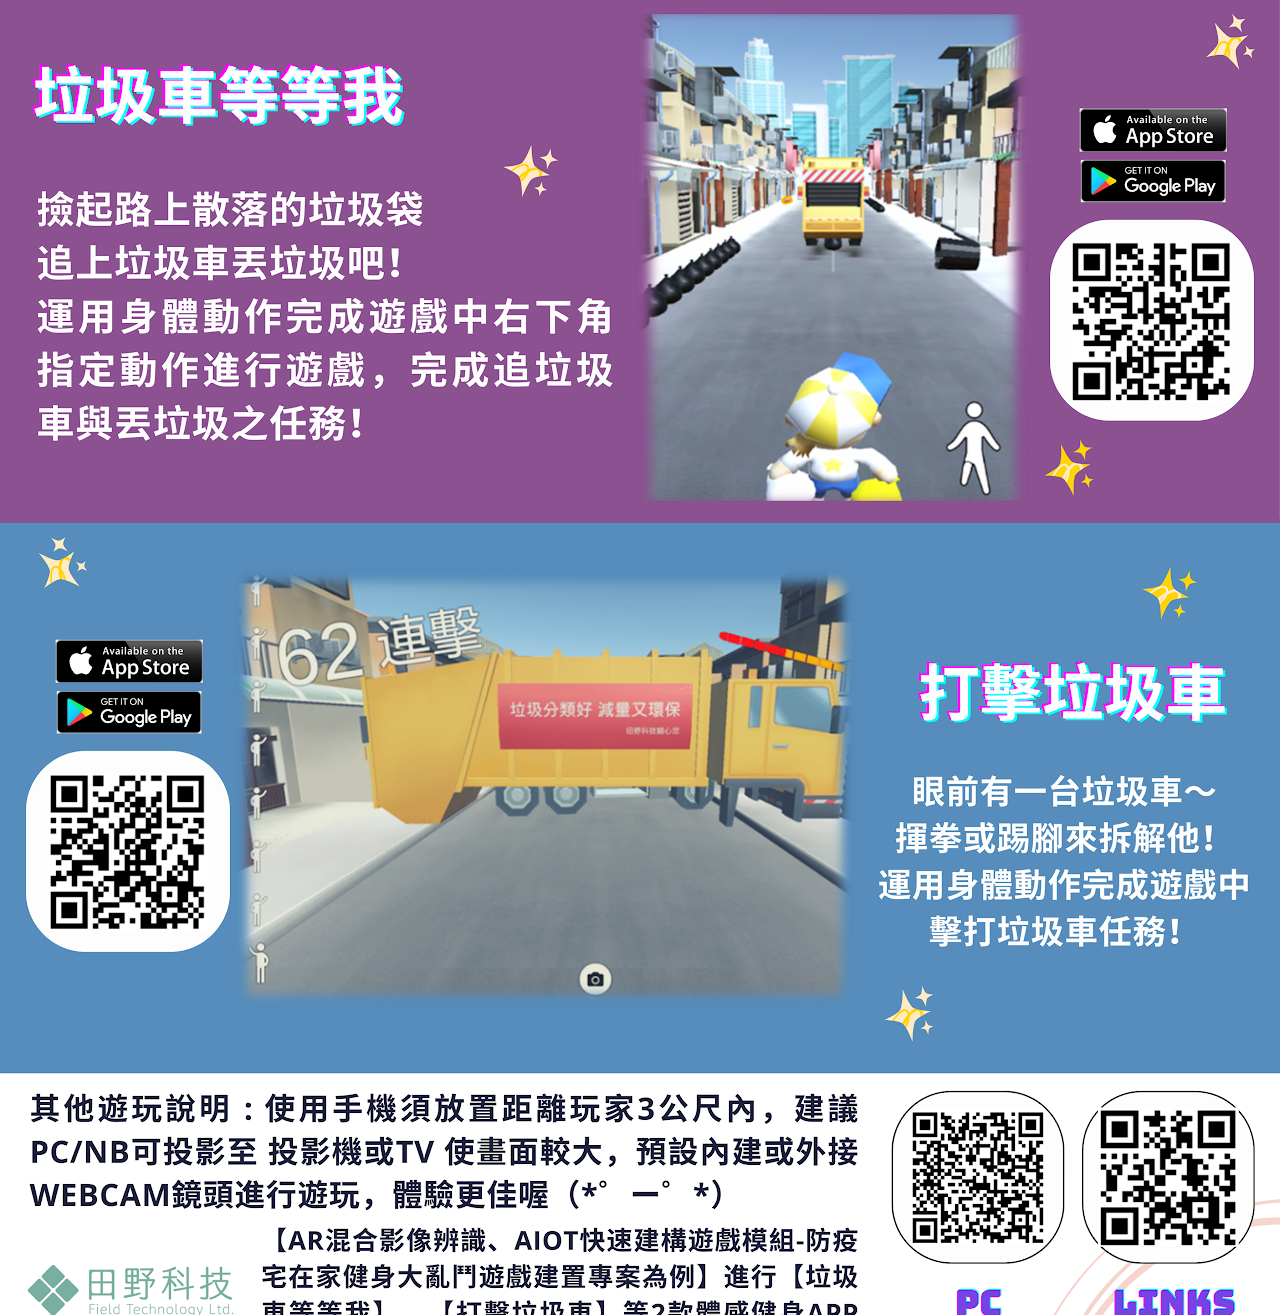 垃圾車等等我
撿起路上散落的垃圾袋
追上垃圾車丟垃圾吧！
運用身體動作完成遊戲中右下角
指定動作進行遊戲，完成追垃圾
車與丟垃圾之任務！
Available on the
App Store
GET IT ON
Google Play
Available on the
App Store
GET IT ON
Google Play
62 連擊
垃圾分類好 減量又環保
田野科技關心您
打擊垃圾車
眼前有一台垃圾車～
揮拳或踢腳來拆解他！
運用身體動作完成遊戲中
擊打垃圾車任務！
其他遊玩說明：使用手機須放置距離玩家3公尺內，建議
PC/NB可投影至 投影機或TV 使畫面較大，預設內建或外接
WEBCAM鏡頭進行遊玩，體驗更佳喔（*゜ー゜*）
【AR混合影像辨識、AIOT快速建構遊戲模組-防疫
宅在家健身大亂鬥遊戲建置專案為例】進行【垃圾
車等等我】、【打擊垃圾車】等2款體感健身APP
田野科技
Field Technology Ltd.
PC
LINKS